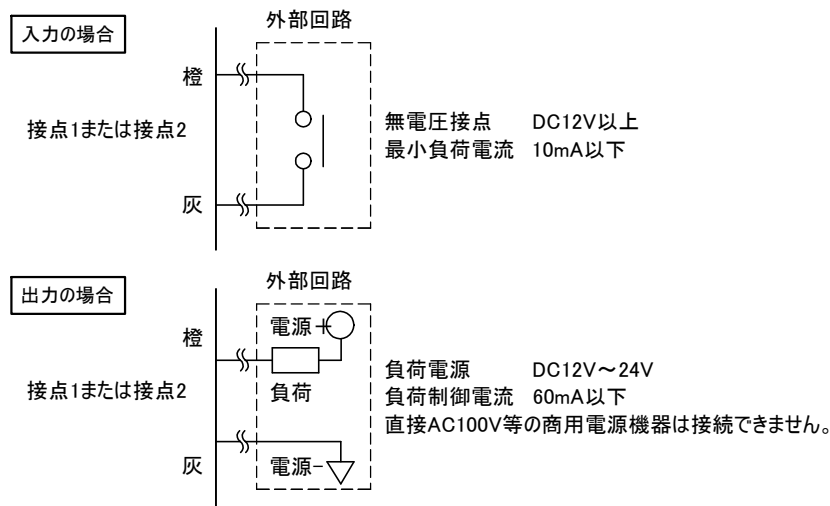 入力の場合
外部回路
橙
接点1または接点2
無電圧接点 DC12V以上
最小負荷電流 10mA以下
灰
出力の場合
外部回路
電源+
橙
負荷電源 DC12V～24V
接点1または接点2
負荷
負荷制御電流 60mA以下
直接AC100V等の商用電源機器は接続できません。
灰
電源-